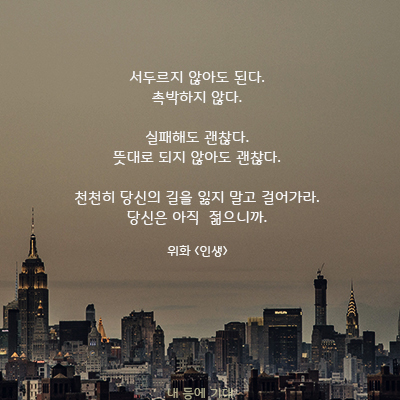 서두르지 않아도 된다.
촉박하지 않다.
실패해도 괜찮다.
뜻대로 되지 않아도 괜찮다.
천천히 당신의 길을 잃지 말고 걸어가라.
당신은 아직 젊으니까.
위화 <인생>
MetLife
내 등에 기대!